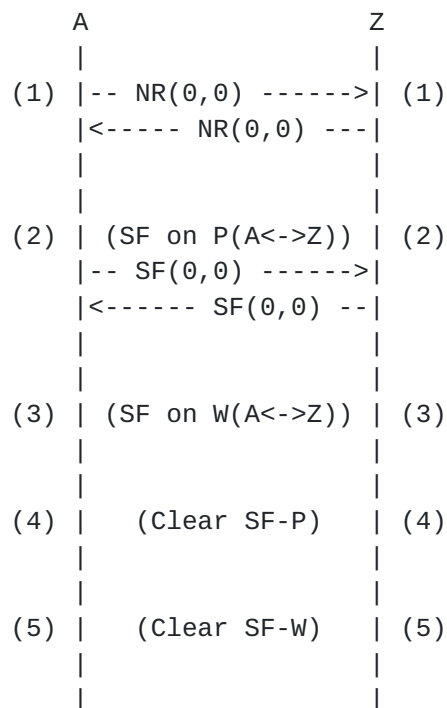 A                  Z
|                  |
(1) |-- NR(0,0) ------>| (1)
|<----- NR(0,0) ---|
|                  |
|                  |
(2) | (SF on P(A<->Z)) | (2)
|-- SF(0,0) ------>|
|<------ SF(0,0) --|
|                  |
|                  |
(3) | (SF on W(A<->Z)) | (3)
|                  |
|                  |
(4) |   (Clear SF-P)   | (4)
|                  |
|                  |
(5) |   (Clear SF-W)   | (5)
|                  |
|                  |